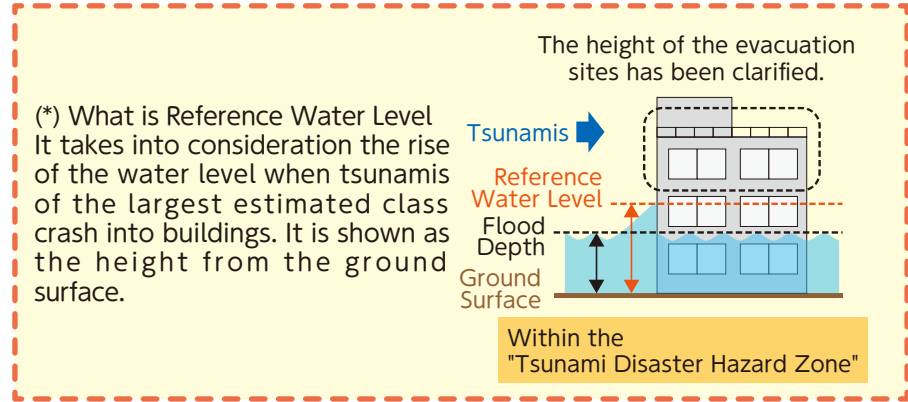 The height of the evacuation
sites has been clarified.
(*) What is Reference Water Level
It takes into consideration the rise
of the water level when tsunamis
of the largest estimated class
crash into buildings. It is shown as
the height from the ground
surface.
Tsunamis
Reference
Water Level
Flood
Depth
Ground
Surface
Within the
"Tsunami Disaster Hazard Zone"